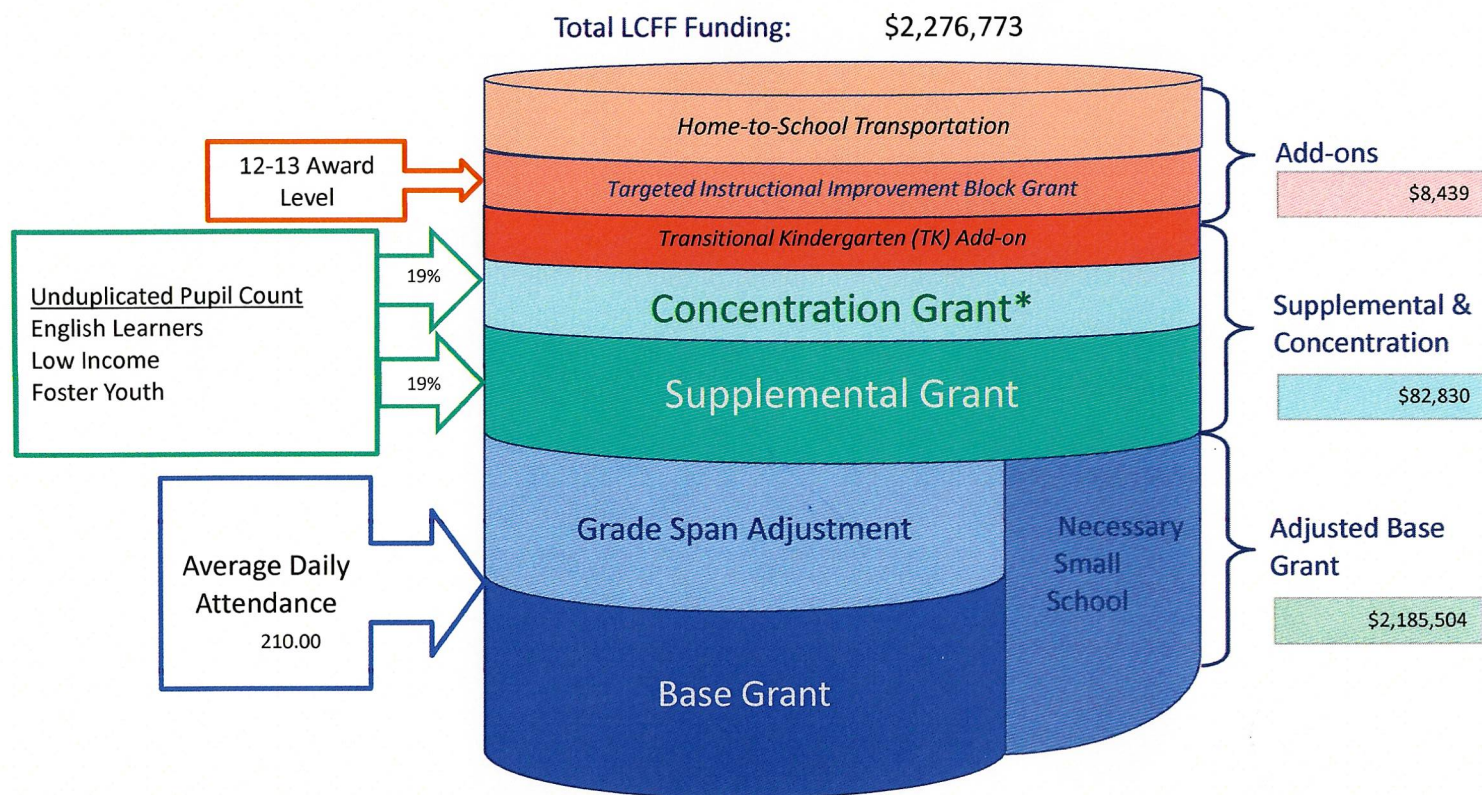 Total LCFF Funding: $2,276,773
Home-to-School Transportation
Targeted Instructional Improvement Block Grant
Transitional Kindergarten (TK) Add-on
Concentration Grant*
Supplemental Grant
Grade Span Adjustment
Base Grant
Necessary
Small
School
12-13 Award
Level
Unduplicated Pupil Count
English Learners
Low Income
Foster Youth
19%
19%
Average Daily
Attendance
210.00
Add-ons
$8,439
Supplemental &
Concentration
$82,830
Adjusted Base
Grant
$2,185,504